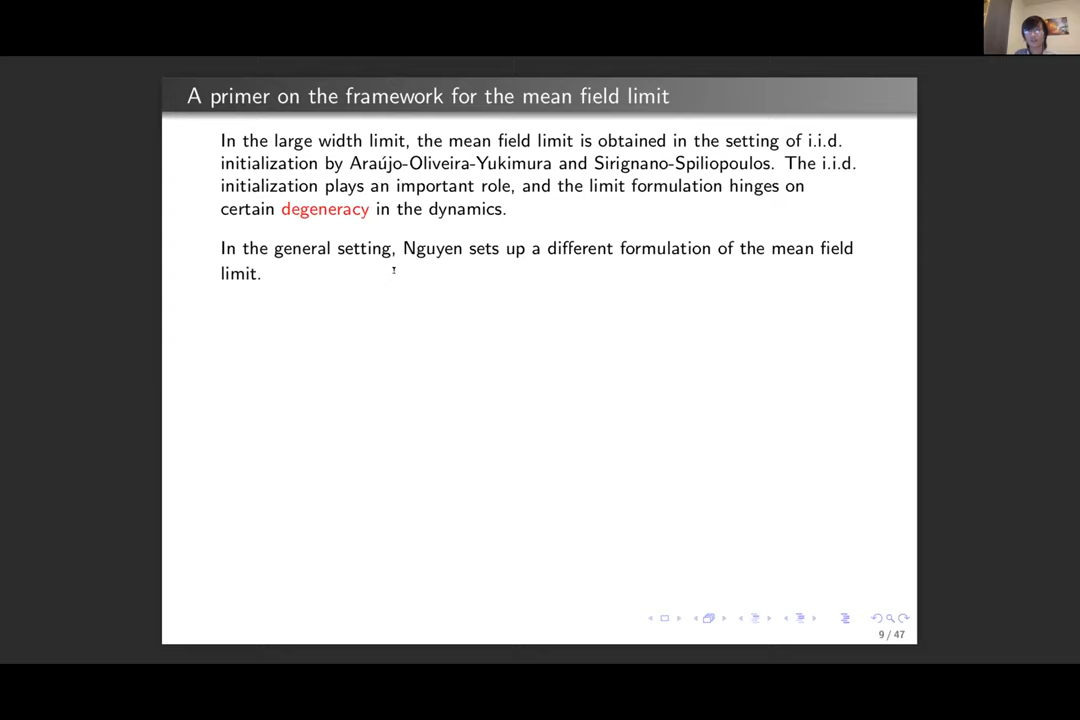 A primer on the framework for the mean field limit
In the large width limit, the mean field limit is obtained in the setting of i.i.d.
initialization by Araújo-Oliveira-Yukimura and Sirignano-Spiliopoulos. The i.i.d.
initialization plays an important role, and the limit formulation hinges on
certain degeneracy in the dynamics.
In the general setting, Nguyen sets up a different formulation of the mean field
limit.
9 / 47